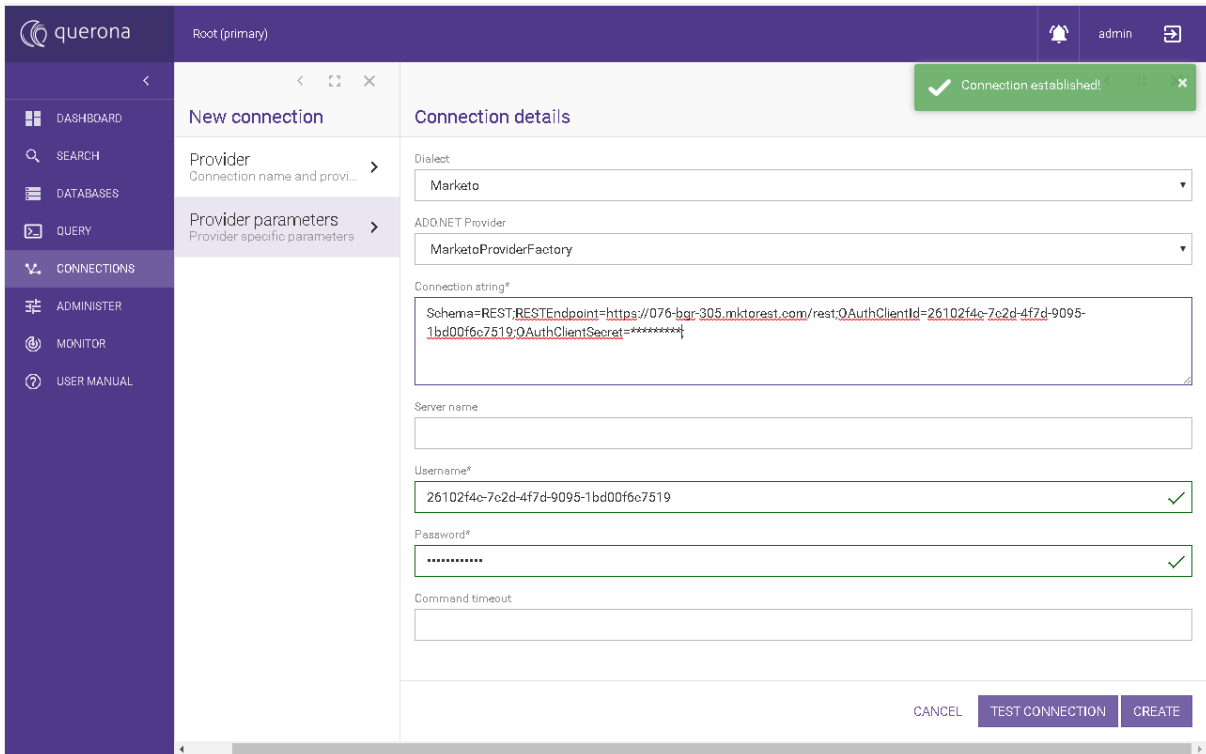 querona
Root (primary)
admin
Connection established!
DASHBOARD
SEARCH
DATABASES
QUERY
CONNECTIONS
ADMINISTER
MONITOR
USER MANUAL
New connection
Provider
Connection name and provi...
Provider parameters
Provider specific parameters
Connection details
Dialect
Marketo
ADO.NET Provider
MarketoProviderFactory
Connection string*
Schema=REST;RESTEndpoint=https://076-bgr-305.mktorest.com/rest;OAuthClientId=26102f4c-7c2d-4f7d-9095-
1bd00f6c7519;OAuthClientSecret=*********;
Server name
Username*
26102f4c-7c2d-4f7d-9095-1bd00f6c7519
Password*
••••••••••••
Command timeout
CANCEL
TEST CONNECTION
CREATE